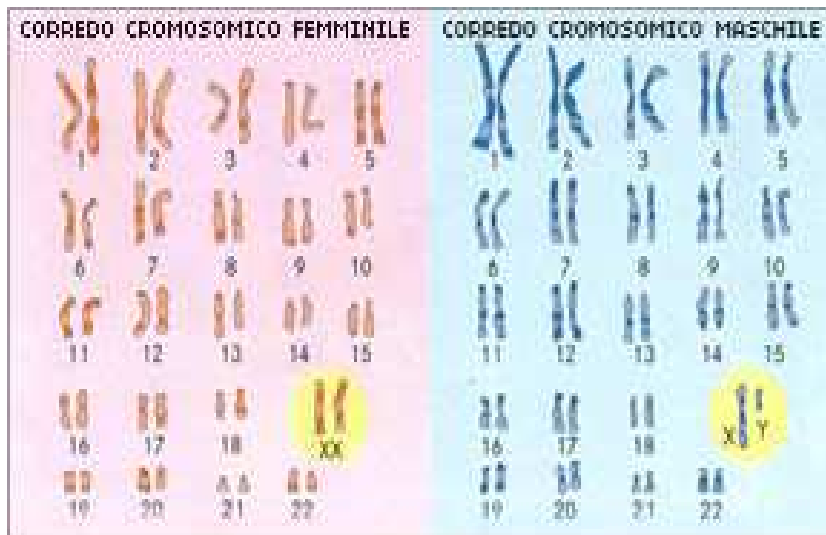 CORREDO CROMOSOMICO FEMMINILE
1 2 3 4 5
6 7 8 9 10
11 12 13 14 15
16 17 18 XX
19 20 21 22
CORREDO CROMOSOMICO MASCHILE
1 2 3 4 5
6 7 8 9 10
11 12 13 14 15
16 17 18 X Y
19 20 21 22